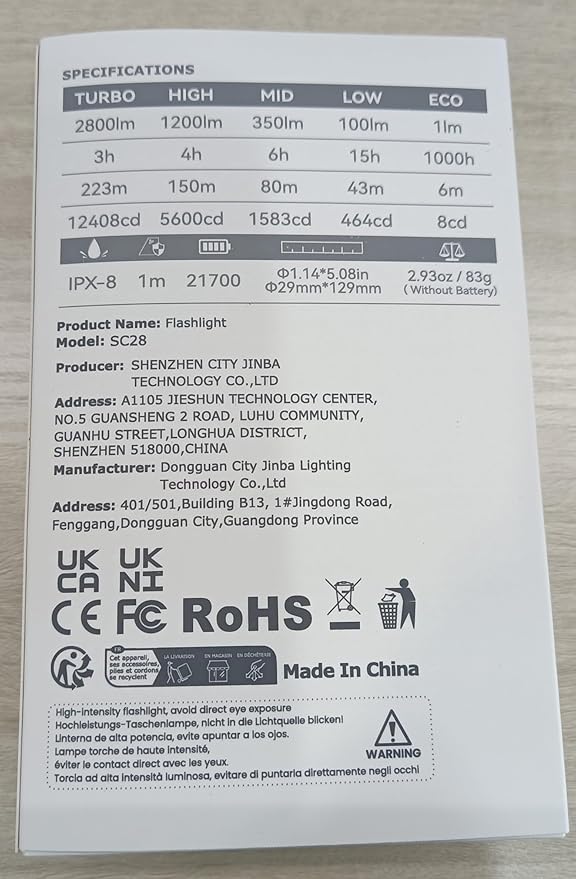 SPECIFICATIONS
TURBO HIGH MID LOW ECO
2800lm 1200lm 350lm 100lm 1lm
3h 4h 6h 15h 1000h
223m 150m 80m 43m 6m
12408cd 5600cd 1583cd 464cd 8cd
IPX-8 1m 21700 Φ1.14*5.08in 2.93oz / 83g
Φ29mm*129mm (Without Battery)
Product Name: Flashlight
Model: SC28
Producer: SHENZHEN CITY JINBA
TECHNOLOGY CO.,LTD
Address: A1105 JIESHUN TECHNOLOGY CENTER,
NO.5 GUANSHENG 2 ROAD, LUHU COMMUNITY,
GUANHU STREET,LONGHUA DISTRICT,
SHENZHEN 518000,CHINA
Manufacturer: Dongguan City Jinba Lighting
Technology Co.,Ltd
Address: 401/501,Building B13, 1#Jingdong Road,
Fenggang,Dongguan City,Guangdong Province
UK UK
CA NI
CE FC RoHS
FR
Cet appareil,
ses accessoires,
piles et cordons
se recyclent
À LA LIVRAISON EN MAGASIN EN DÉCHÈTERIE
Made In China
High-intensity flashlight, avoid direct eye exposure
Hochleistungs-Taschenlampe, nicht in die Lichtquelle blicken!
Linterna de alta potencia, evite apuntar a los ojos.
Lampe torche de haute intensité,
éviter le contact direct avec les yeux.
Torcia ad alta intensità luminosa, evitare di puntarla direttamente negli occhi
WARNING